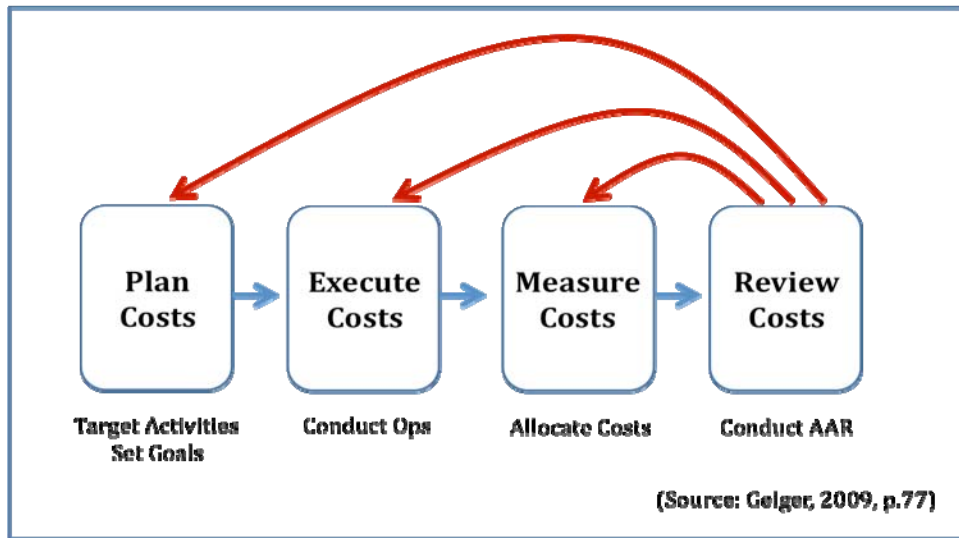 Plan
Costs
Execute
Costs
Measure
Costs
Review
Costs
Target Activities
Set Goals
Conduct Ops
Allocate Costs
Conduct AAR
(Source: Geiger, 2009, p.77)